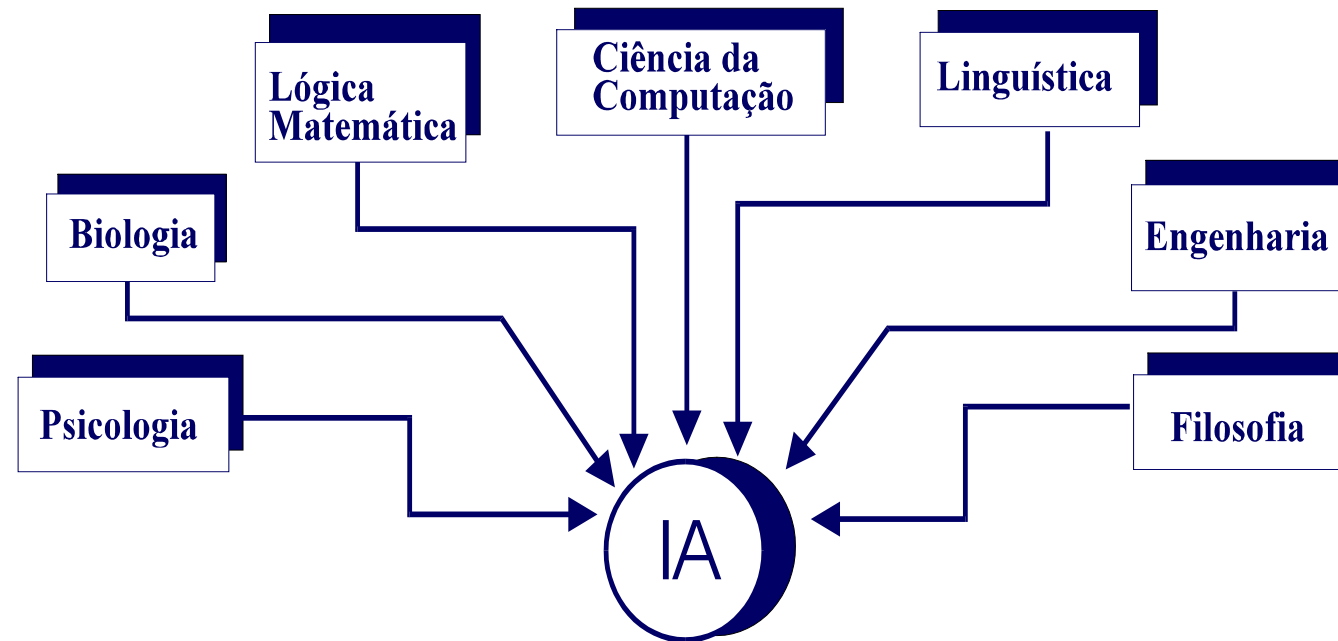 Lógica
Matemática
Ciência da
Computação
Linguística
Biologia
Engenharia
Psicologia
Filosofia
IA